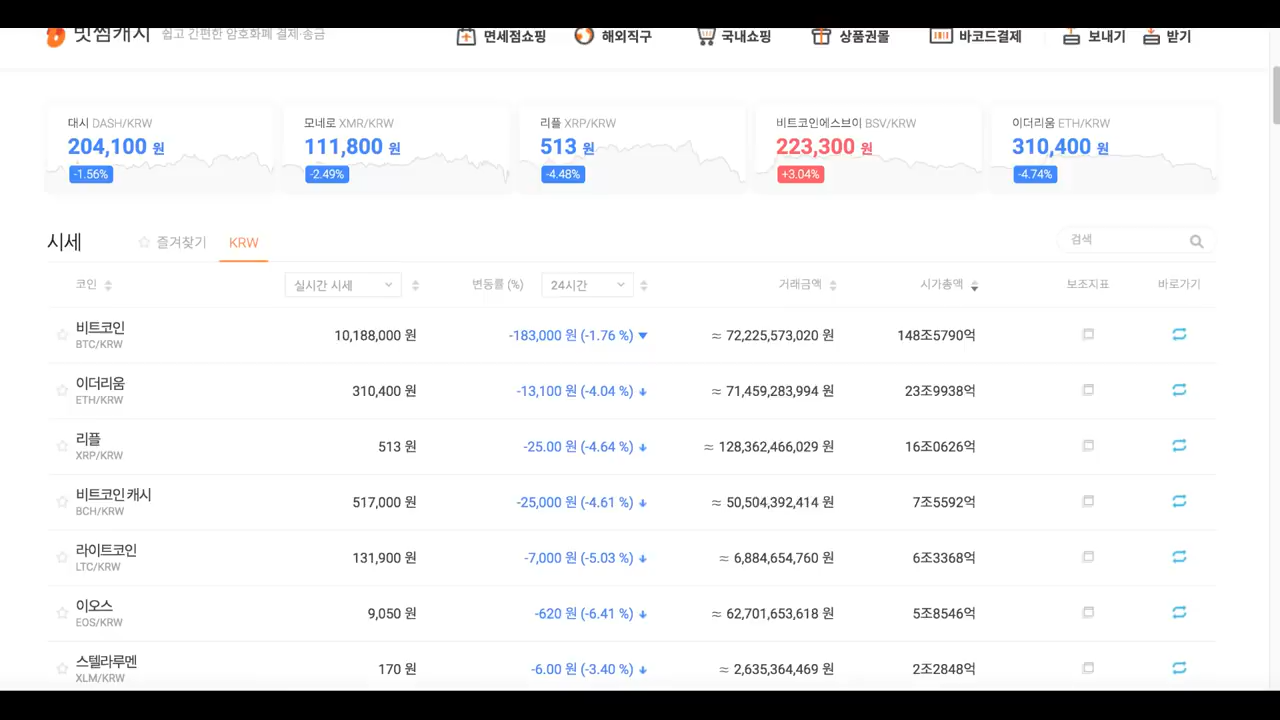 빗썸캐시 쉽고 간편한 암호화폐 결제·송금 면세점쇼핑 해외직구 국내쇼핑 상품권몰 바코드결제 보내기 받기
대시 DASH/KRW
204,100 원
-1.56%
모네로 XMR/KRW
111,800 원
-2.49%
리플 XRP/KRW
513 원
-4.48%
비트코인에스브이 BSV/KRW
223,300 원
+3.04%
이더리움 ETH/KRW
310,400 원
-4.74%
시세 즐겨찾기 KRW 검색
코인 실시간 시세 변동률 (%) 24시간 거래금액 시가총액 보조지표 바로가기
비트코인 10,188,000 원 -183,000 원 (-1.76 %) ≈ 72,225,573,020 원 148조5790억
BTC/KRW
이더리움 310,400 원 -13,100 원 (-4.04 %) ≈ 71,459,283,994 원 23조9938억
ETH/KRW
리플 513 원 -25.00 원 (-4.64 %) ≈ 128,362,466,029 원 16조0626억
XRP/KRW
비트코인 캐시 517,000 원 -25,000 원 (-4.61 %) ≈ 50,504,392,414 원 7조5592억
BCH/KRW
라이트코인 131,900 원 -7,000 원 (-5.03 %) ≈ 6,884,654,760 원 6조3368억
LTC/KRW
이오스 9,050 원 -620 원 (-6.41 %) ≈ 62,701,653,618 원 5조8546억
EOS/KRW
스텔라루멘 170 원 -6.00 원 (-3.40 %) ≈ 2,635,364,469 원 2조2848억
XLM/KRW